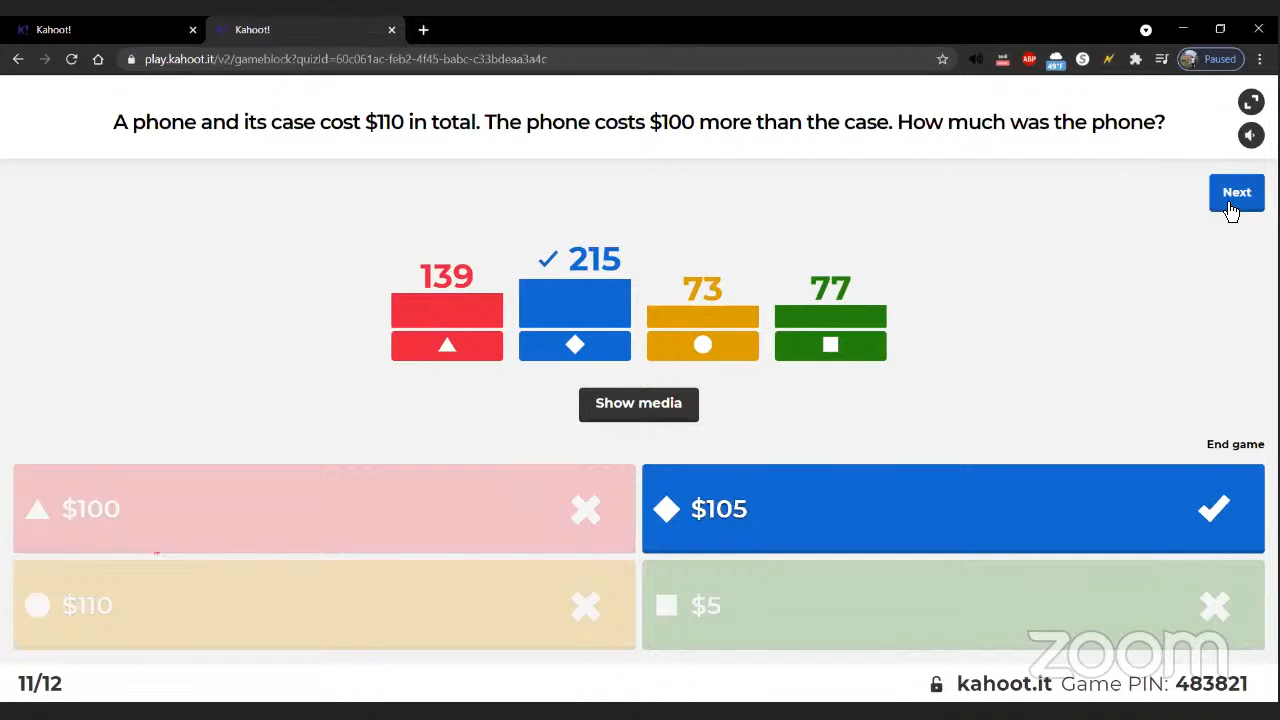 Kahoot!
Kahoot!
play.kahoot.it/v2/gameblock?quizId=60c061ac-feb2-4f45-babc-c33bdeaa3a4c
ABP
49°F
S
Paused
A phone and its case cost $110 in total. The phone costs $100 more than the case. How much was the phone?
Next
139
215
73
77
Show media
End game
$100
$105
$110
$5
zoom
11/12
kahoot.it Game PIN: 483821